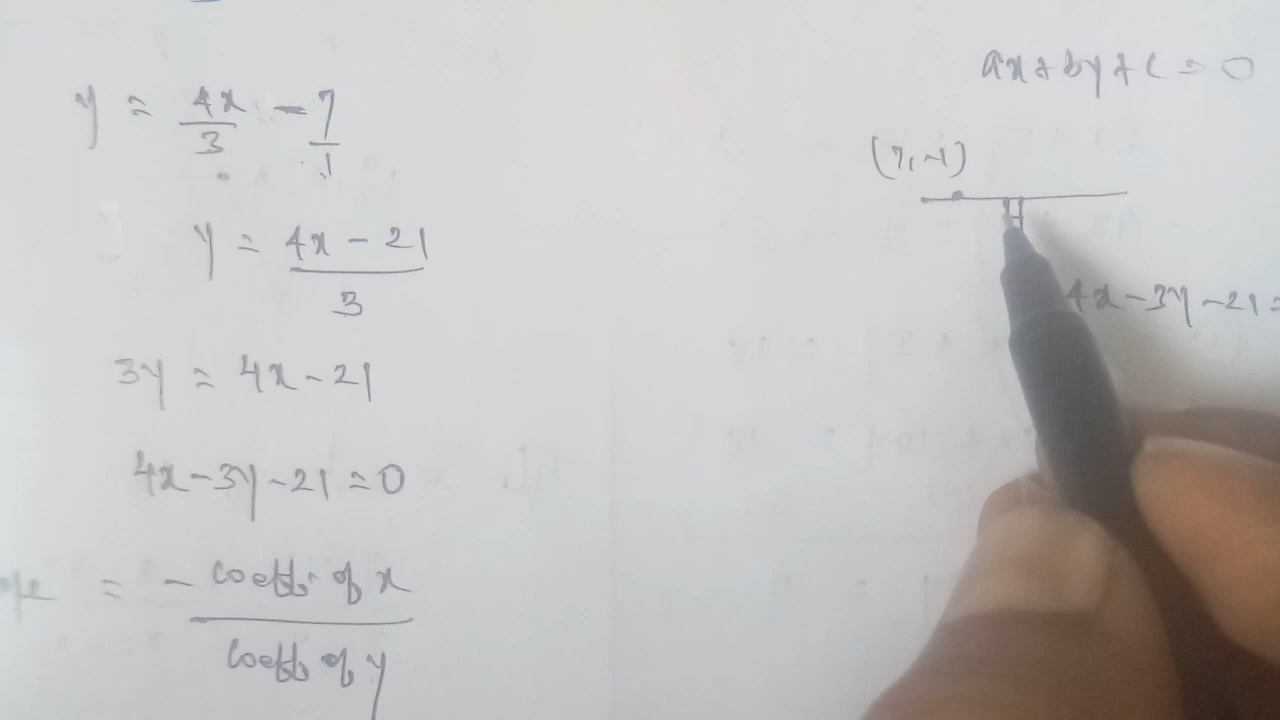 y = 4x/3 - 7/1
y = 4x - 21
3
3y = 4x - 21
4x - 3y - 21 = 0
= - coeff. of x
coeff of y
ax + by + c = 0
(7, -1)
4x - 3y - 21 =